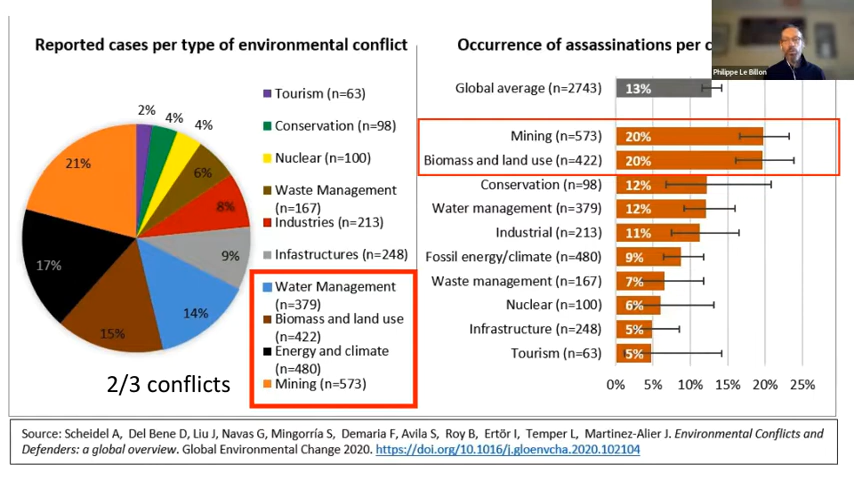 Reported cases per type of environmental conflict
2%
4%
4%
6%
8%
9%
14%
15%
17%
21%
2/3 conflicts
Tourism (n=63)
Conservation (n=98)
Nuclear (n=100)
Waste Management
(n=167)
Industries (n=213)
Infastructures (n=248)
Water Management
(n=379)
Biomass and land use
(n=422)
Energy and climate
(n=480)
Mining (n=573)
Occurrence of assassinations per
Philippe Le Billon
Global average (n=2743) 13%
Mining (n=573) 20%
Biomass and land use (n=422) 20%
Conservation (n=98) 12%
Water management (n=379) 12%
Industrial (n=213) 11%
Fossil energy/climate (n=480) 9%
Waste management (n=167) 7%
Nuclear (n=100) 6%
Infrastructure (n=248) 5%
Tourism (n=63) 5%
0% 5% 10% 15% 20% 25%
Source: Scheidel A, Del Bene D, Liu J, Navas G, Mingorría S, Demaria F, Avila S, Roy B, Ertör I, Temper L, Martinez-Alier J. Environmental Conflicts and
Defenders: a global overview. Global Environmental Change 2020. https://doi.org/10.1016/j.gloenvcha.2020.102104